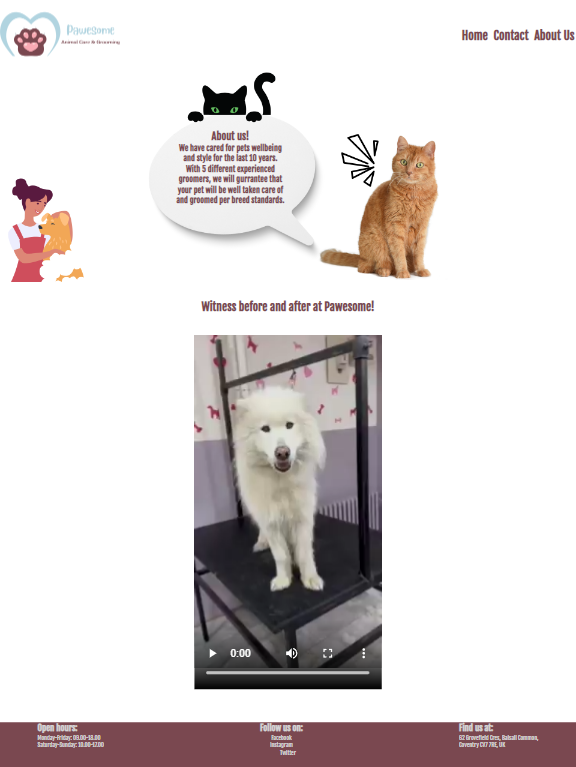 Pawesome
Animal Care & Grooming
Home Contact About Us
About us!
We have cared for pets wellbeing
and style for the last 10 years.
With 5 different experienced
groomers, we will gurrantee that
your pet will be well taken care of
and groomed per breed standards.
Witness before and after at Pawesome!
0:00
Open hours:
Monday-Friday: 09.00-18.00
Saturday-Sunday: 10.00-17.00
Follow us on:
Facebook
Instagram
Twitter
Find us at:
62 Grovefield Cres, Balsall Common,
Coventry CV7 7RE, UK